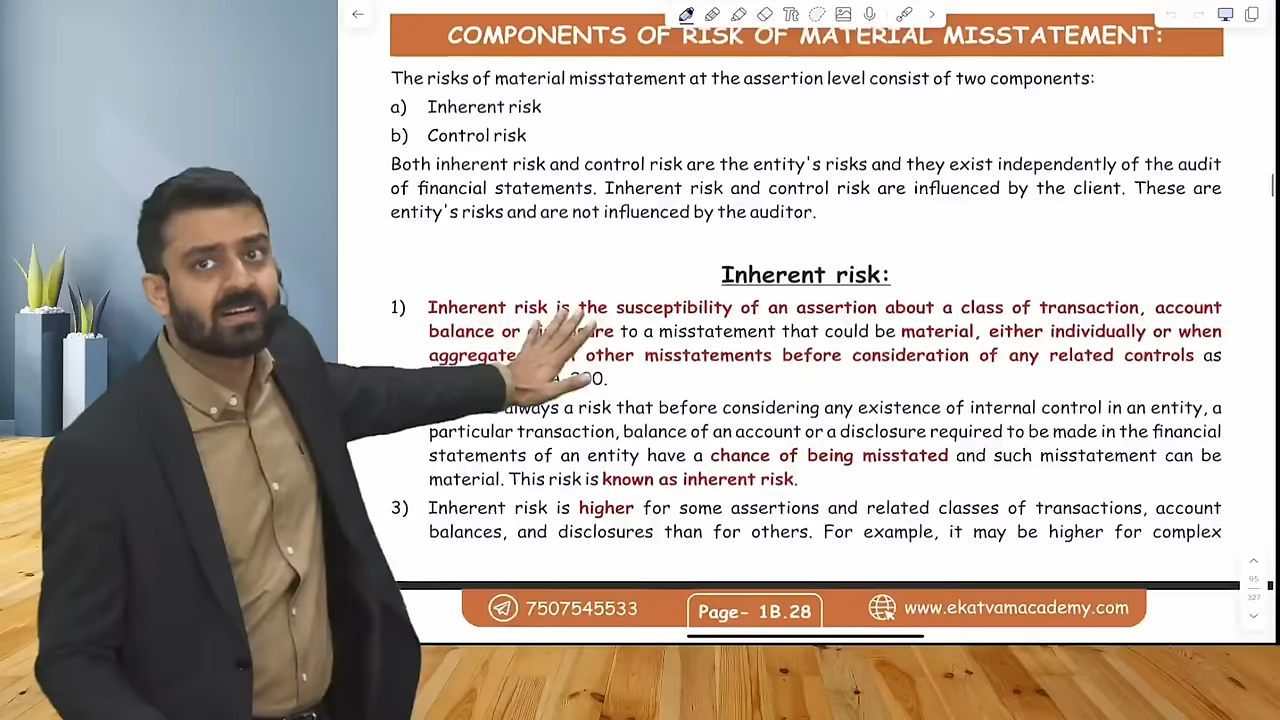 COMPONENTS OF RISK OF MATERIAL MISSTATEMENT:
The risks of material misstatement at the assertion level consist of two components:
a) Inherent risk
b) Control risk
Both inherent risk and control risk are the entity's risks and they exist independently of the audit
of financial statements. Inherent risk and control risk are influenced by the client. These are
entity's risks and are not influenced by the auditor.
Inherent risk:
1) Inherent risk is the susceptibility of an assertion about a class of transaction, account
balance or to a misstatement that could be material, either individually or when
other misstatements before consideration of any related controls as
always a risk that before considering any existence of internal control in an entity, a
particular transaction, balance of an account or a disclosure required to be made in the financial
statements of an entity have a chance of being misstated and such misstatement can be
material. This risk is known as inherent risk.
3) Inherent risk is higher for some assertions and related classes of transactions, account
balances, and disclosures than for others. For example, it may be higher for complex
95
327
7507545533
Page- 1B.28
www.ekatvamacademy.com